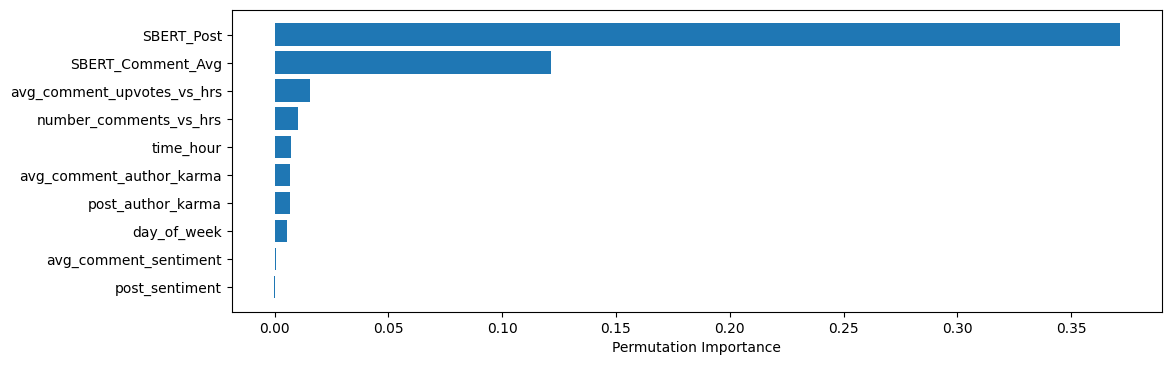 SBERT_Post
SBERT_Comment_Avg
avg_comment_upvotes_vs_hrs
number_comments_vs_hrs
time_hour
avg_comment_author_karma
post_author_karma
day_of_week
avg_comment_sentiment
post_sentiment
0.00 0.05 0.10 0.15 0.20 0.25 0.30 0.35
Permutation Importance